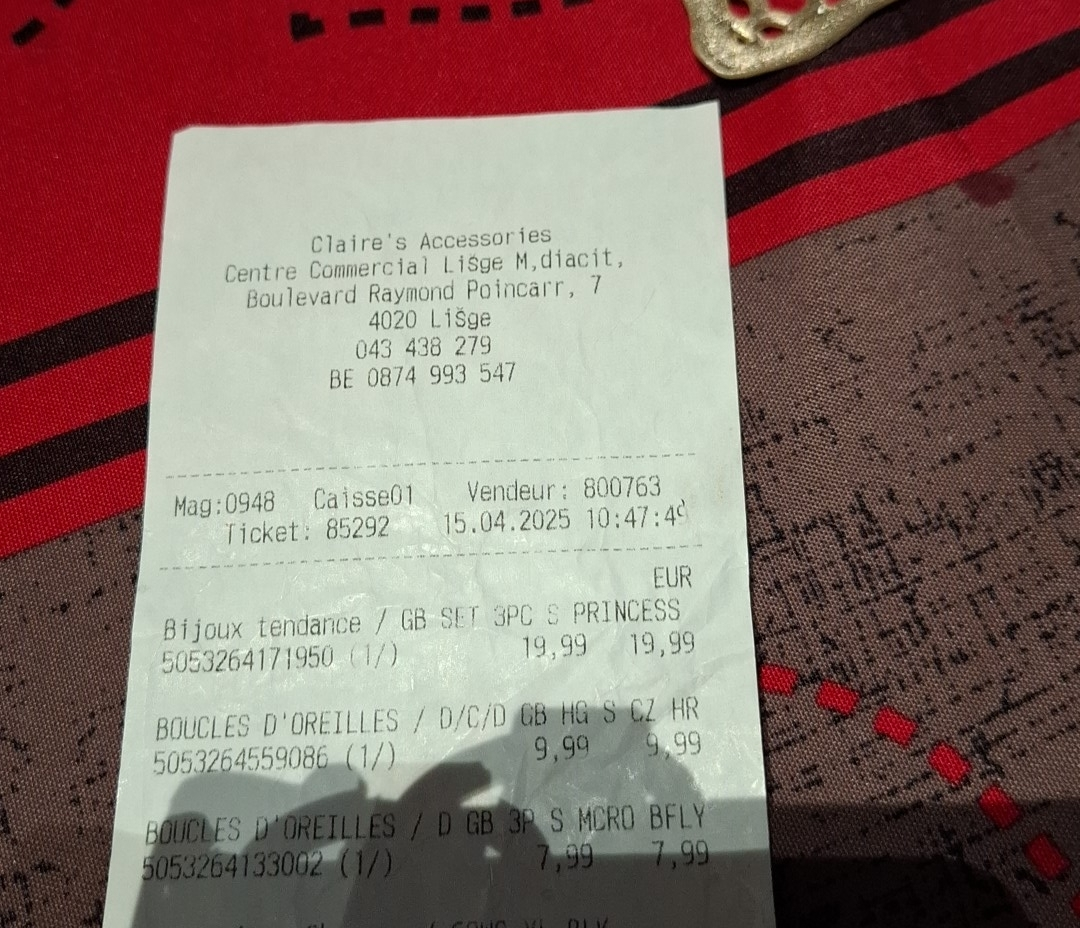 Claire's Accessories
Centre Commercial LiŠge M,diacit,
Boulevard Raymond Poincarr, 7
4020 LiŠge
043 438 279
BE 0874 993 547
Mag:0948 Caisse01 Vendeur: 800763
Ticket: 85292 15.04.2025 10:47:4
EUR
Bijoux tendance / GB SET 3PC S PRINCESS
5053264171950 (1/) 19,99 19,99
BOUCLES D'OREILLES / D/C/D GB HG S CZ HR
5053264559086 (1/) 9,99 9,99
BOUCLES D'OREILLES / D GB 3P S MCRO BFLY
5053264133002 (1/) 7,99 7,99